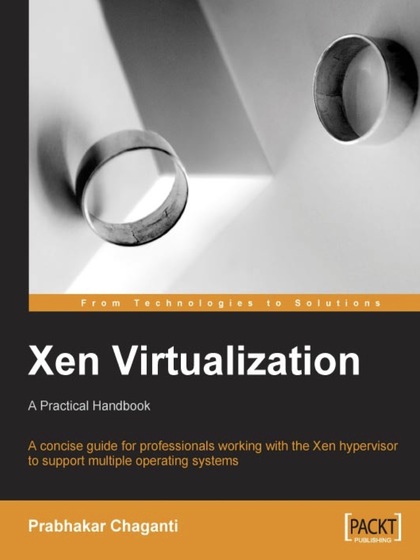 From Technologies to Solutions
Xen Virtualization
A Practical Handbook
A concise guide for professionals working with the Xen hypervisor
to support multiple operating systems
Prabhakar Chaganti
PACKT
PUBLISHING